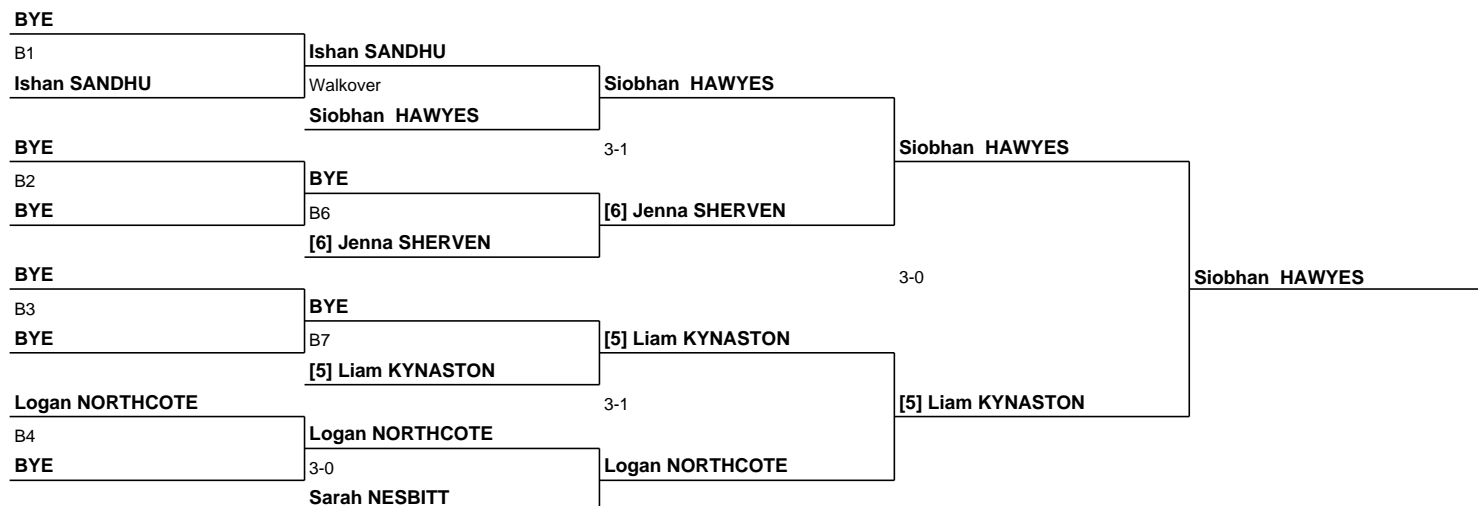 BYE
B1
Ishan SANDHU
Ishan SANDHU
Walkover
Siobhan HAWYES
Siobhan HAWYES
BYE
B2
BYE
BYE
B6
[6] Jenna SHERVEN
3-1
[6] Jenna SHERVEN
Siobhan HAWYES
BYE
B3
BYE
BYE
B7
[5] Liam KYNASTON
[5] Liam KYNASTON
3-0
Siobhan HAWYES
Logan NORTHCOTE
B4
BYE
Logan NORTHCOTE
3-0
Sarah NESBITT
3-1
Logan NORTHCOTE
[5] Liam KYNASTON